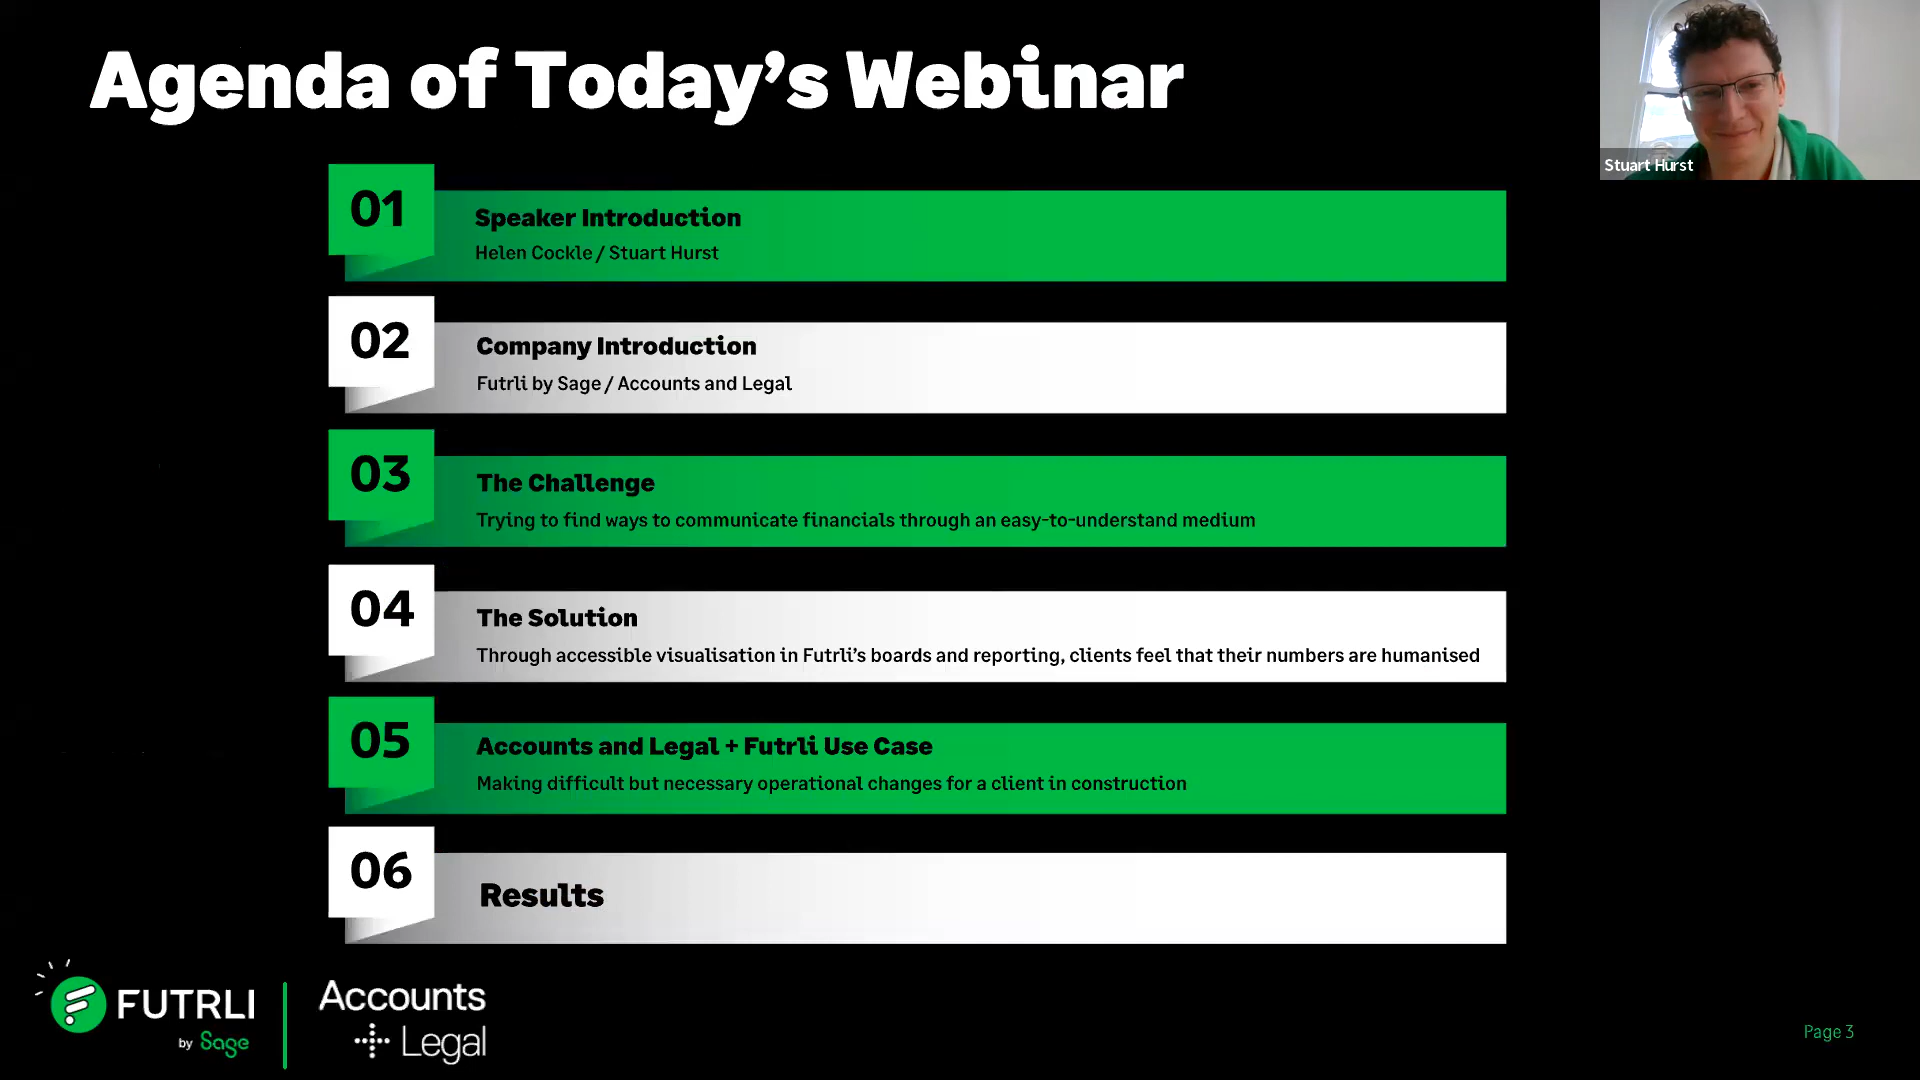 Agenda of Today’s Webinar
Stuart Hurst
01
Speaker Introduction
Helen Cockle / Stuart Hurst
02
Company Introduction
Futrli by Sage / Accounts and Legal
03
The Challenge
Trying to find ways to communicate financials through an easy-to-understand medium
04
The Solution
Through accessible visualisation in Futrli’s boards and reporting, clients feel that their numbers are humanised
05
Accounts and Legal + Futrli Use Case
Making difficult but necessary operational changes for a client in construction
06
Results
FUTRLI
by Sage
Accounts
Legal
Page 3